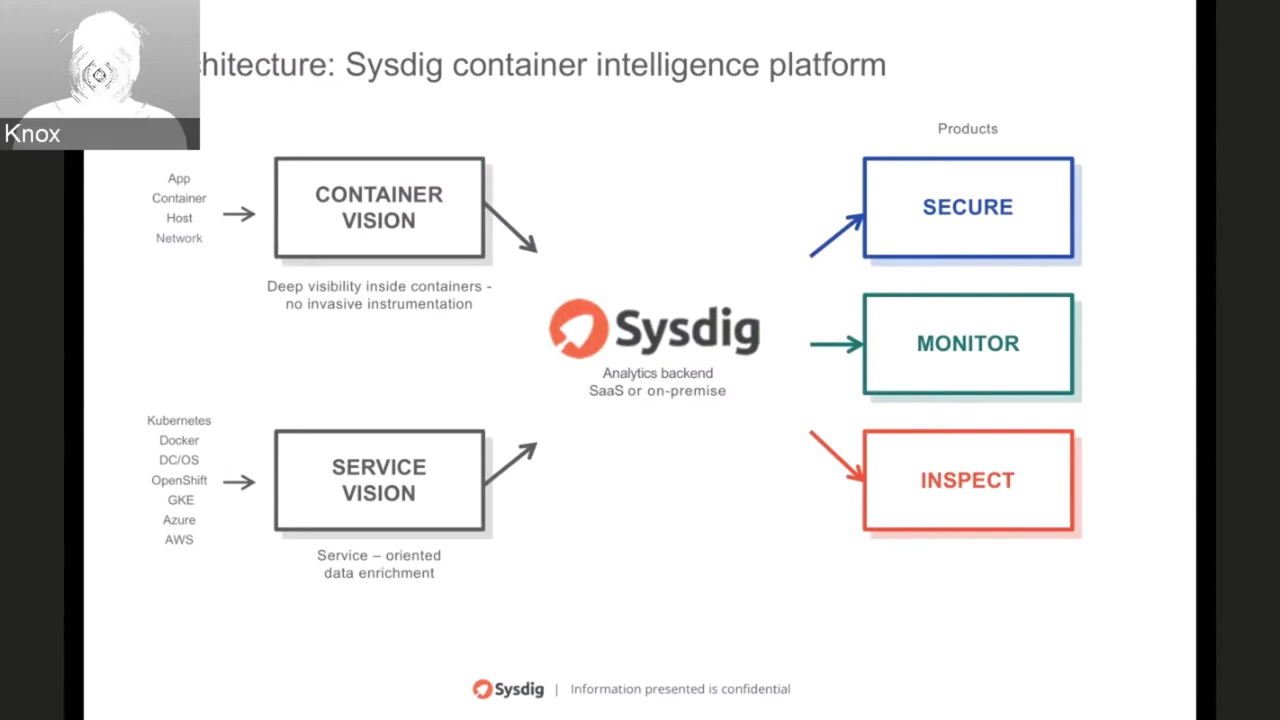 Knox
chitecture: Sysdig container intelligence platform
Products
App
Container
Host
Network
CONTAINER
VISION
Deep visibility inside containers -
no invasive instrumentation
SECURE
Sysdig
Analytics backend
SaaS or on-premise
MONITOR
Kubernetes
Docker
DC/OS
OpenShift
GKE
Azure
AWS
SERVICE
VISION
Service – oriented
data enrichment
INSPECT
Sysdig | Information presented is confidential